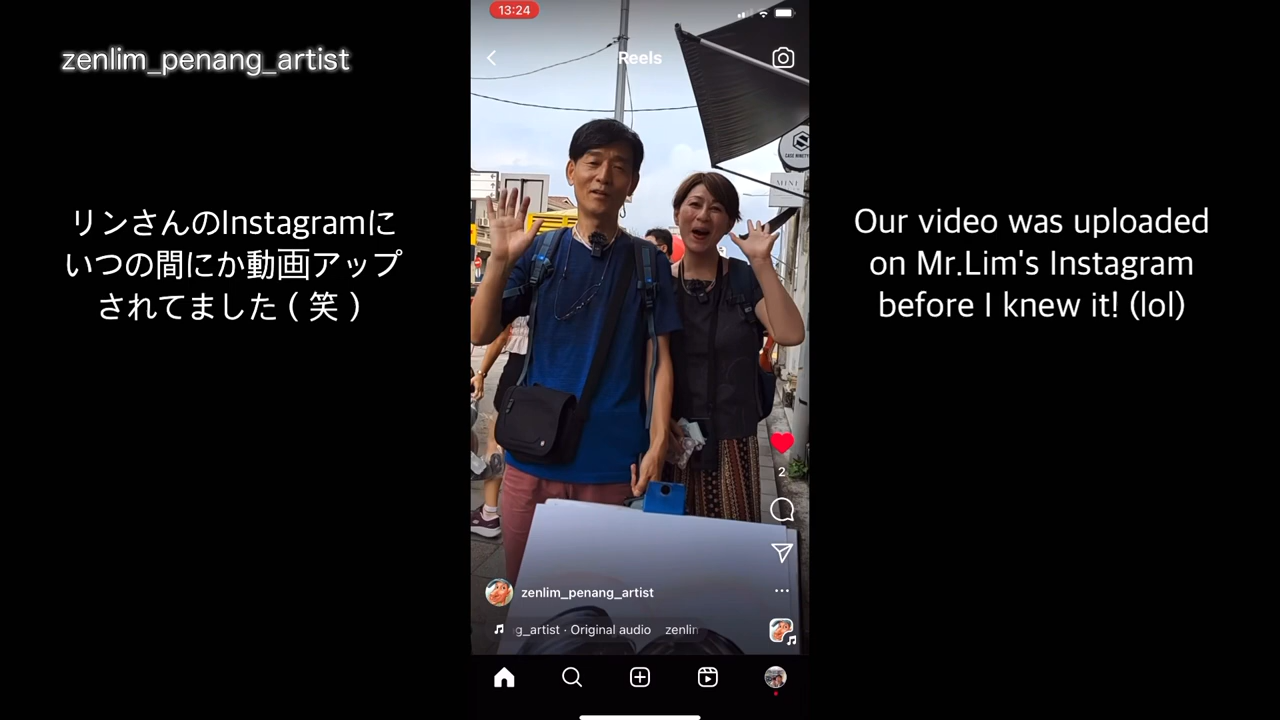 13:24
zenlim_penang_artist
Reels
リンさんのInstagramに
いつの間にか動画アップ
されてました ( 笑 )
Our video was uploaded
on Mr.Lim's Instagram
before I knew it! (lol)
MINI
2
zenlim_penang_artist
g_artist · Original audio zenlin